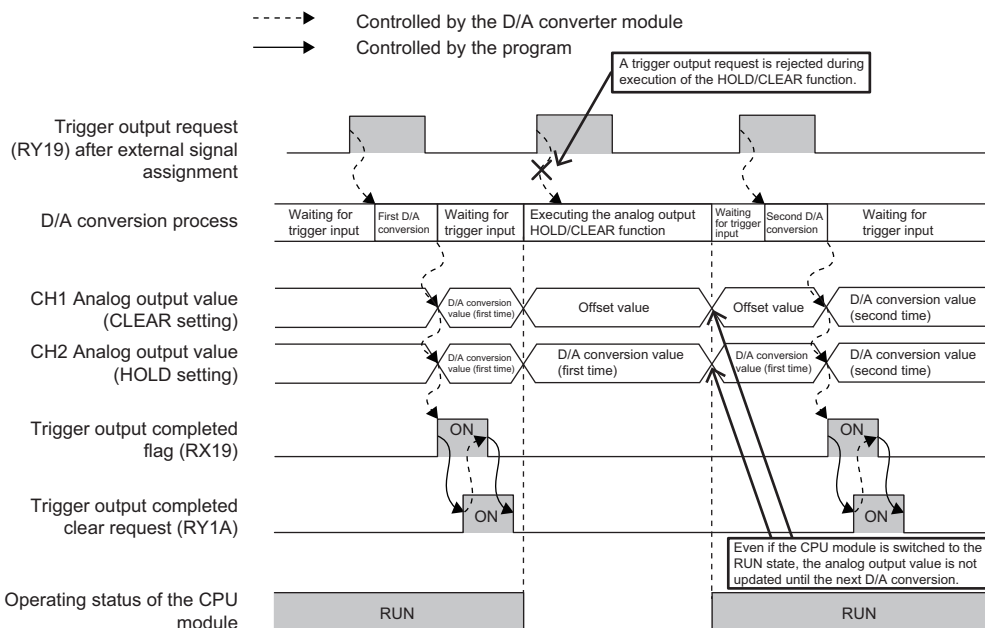 Controlled by the D/A converter module
Controlled by the program
A trigger output request is rejected during
execution of the HOLD/CLEAR function.
Trigger output request
(RY19) after external signal
assignment
D/A conversion process
Waiting for
trigger input
First D/A
conversion
Waiting for
trigger input
Executing the analog output
HOLD/CLEAR function
Waiting
for trigger
input
Second D/A
conversion
Waiting for
trigger input
CH1 Analog output value
(CLEAR setting)
D/A conversion
value (first time)
Offset value
Offset value
D/A conversion value
(second time)
CH2 Analog output value
(HOLD setting)
D/A conversion
value (first time)
D/A conversion value
(first time)
D/A conversion
value (first time)
D/A conversion value
(second time)
Trigger output completed
flag (RX19)
ON
ON
Trigger output completed
clear request (RY1A)
ON
ON
Even if the CPU module is switched to the
RUN state, the analog output value is not
updated until the next D/A conversion.
Operating status of the CPU
module
RUN
RUN